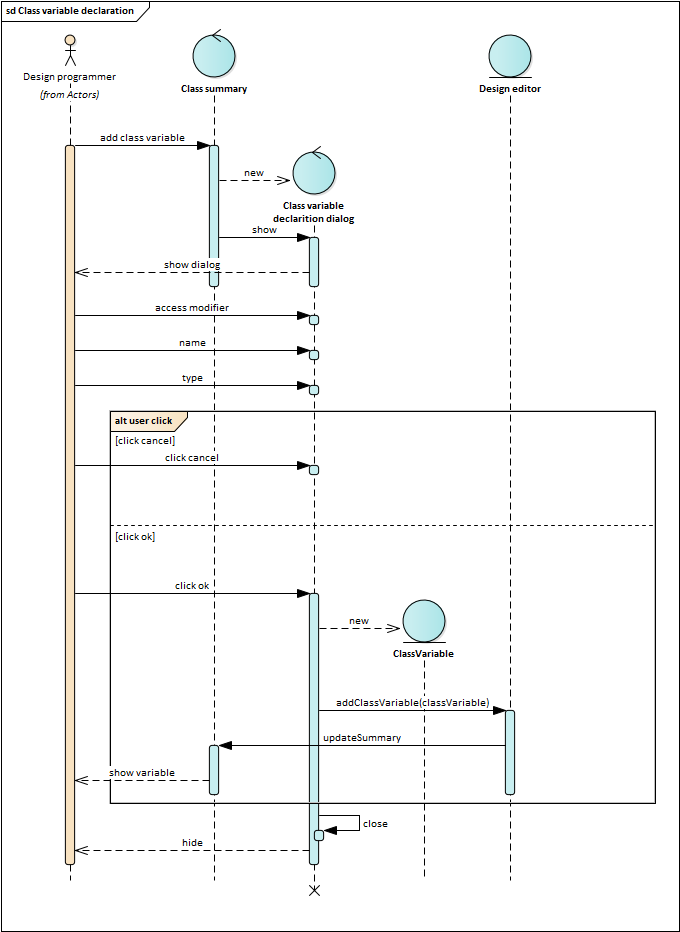 sd Class variable declaration
Design programmer
(from Actors)
Class summary
Design editor
add class variable
new
Class variable
declarition dialog
show
show dialog
access modifier
name
type
alt user click
[click cancel]
click cancel
[click ok]
click ok
new
ClassVariable
addClassVariable(classVariable)
updateSummary
show variable
close
hide